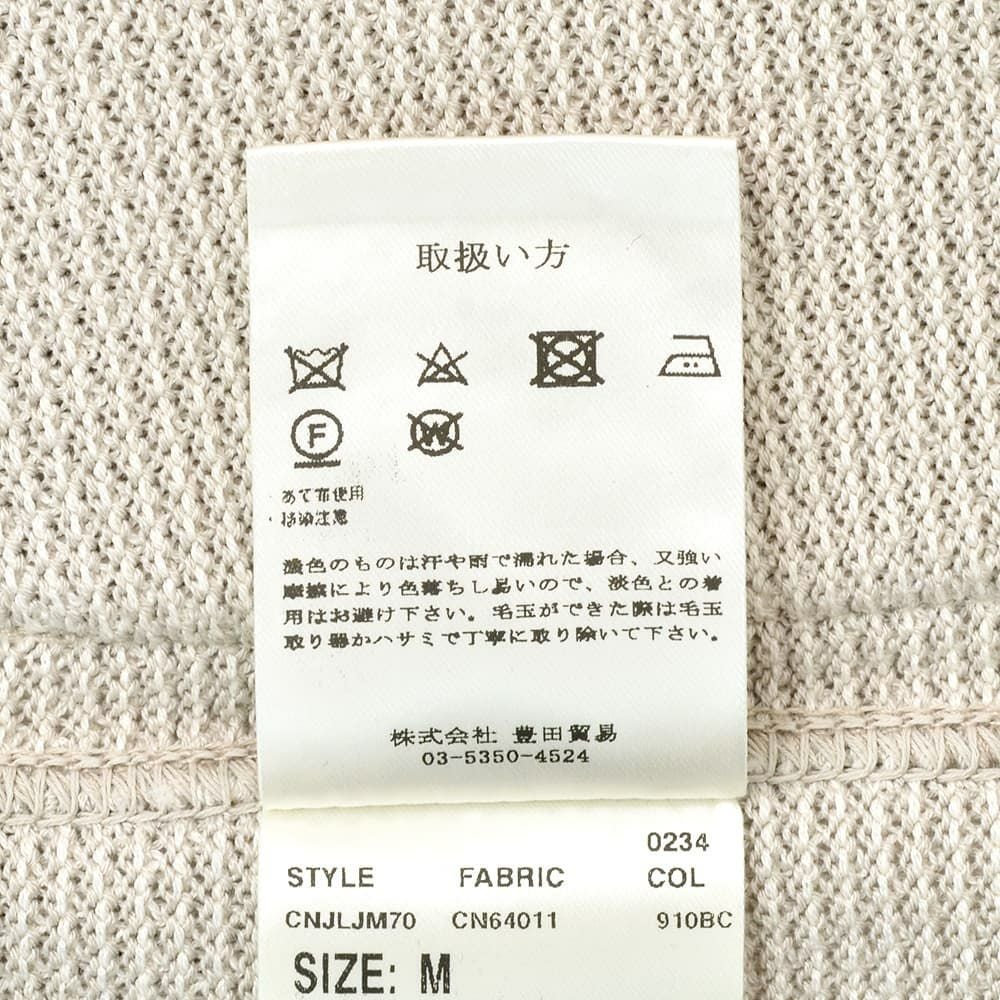 取扱い方
F W
あて布使用
移染注意
濃色のものは汗や雨で濡れた場合、又強い
摩擦により色落ちし易いので、淡色との着
用はお避け下さい。毛玉ができた際は毛玉
取り器かハサミで丁寧に取り除いて下さい。
株式会社 豊田貿易
03-5350-4524
0234
STYLE FABRIC COL
CNJLJM70 CN64011 910BC
SIZE: M